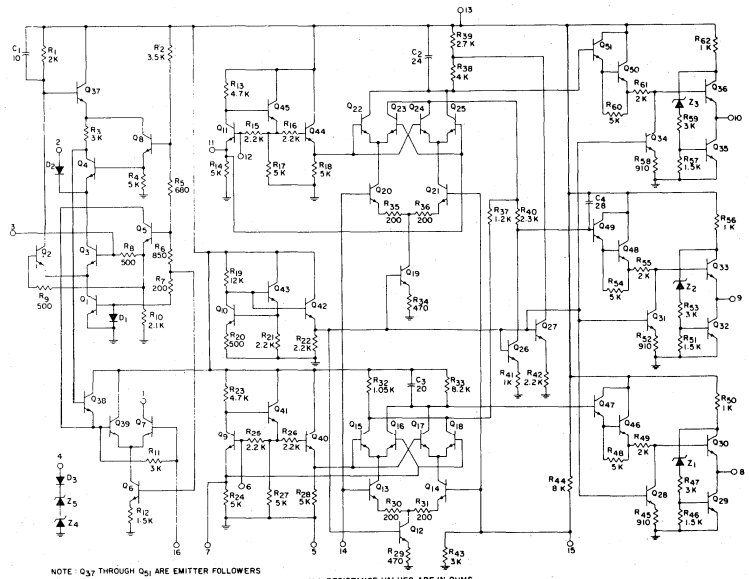 13
C1
10
R1
2K
R2
3.5K
Q37
R3
3K
2
D2
Q4
Q8
R4
5K
R5
680
3
Q2
Q3
R8
500
Q5
R6
850
R7
200
R9
500
Q1
D1
R10
2.1K
Q38
Q39
Q7
1
R11
3K
Q6
R12
1.5K
4
D3
Z5
Z4
16
R13
4.7K
Q45
Q11
R15
2.2K
R16
2.2K
Q44
11
12
R14
5K
R17
5K
R18
5K
R19
12K
Q43
Q10
Q42
R20
500
R21
2.2K
R22
2.2K
R23
4.7K
Q41
Q9
R25
2.2K
R26
2.2K
Q40
6
R24
5K
R27
5K
R28
5K
7
5
C2
24
R39
2.7K
R38
4K
Q22
Q23
Q24
Q25
Q20
Q21
R35
200
R36
200
R37
1.2K
R40
2.3K
Q19
R34
470
Q26
Q27
R41
1K
R42
2.2K
R32
1.05K
C3
20
R33
8.2K
Q15
Q16
Q17
Q18
Q13
Q14
R30
200
R31
200
Q12
R29
470
R43
3K
14
R44
8K
15
Q51
Q50
R62
1K
R61
2K
Q36
R60
5K
Z3
R59
3K
10
Q34
Q35
R58
910
R57
1.5K
C4
28
Q49
Q48
R56
1K
R55
2K
Q33
R54
5K
Z2
R53
3K
9
Q31
Q32
R52
910
R51
1.5K
Q47
Q46
R50
1K
R49
2K
Q30
R48
5K
Z1
R47
3K
8
Q28
Q29
R45
910
R46
1.5K
NOTE : Q37 THROUGH Q51 ARE EMITTER FOLLOWERS
RESISTANCE VALUES ARE IN OHMS